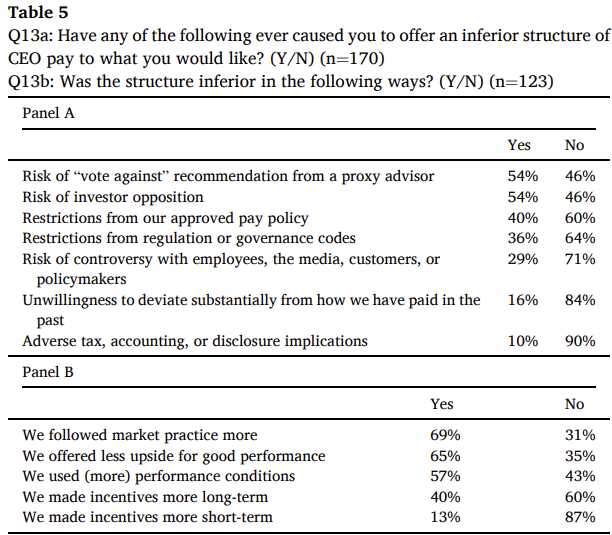 Table 5
Q13a: Have any of the following ever caused you to offer an inferior structure of
CEO pay to what you would like? (Y/N) (n=170)
Q13b: Was the structure inferior in the following ways? (Y/N) (n=123)
Panel A
Yes No
Risk of “vote against” recommendation from a proxy advisor 54% 46%
Risk of investor opposition 54% 46%
Restrictions from our approved pay policy 40% 60%
Restrictions from regulation or governance codes 36% 64%
Risk of controversy with employees, the media, customers, or 29% 71%
policymakers
Unwillingness to deviate substantially from how we have paid in the 16% 84%
past
Adverse tax, accounting, or disclosure implications 10% 90%
Panel B
Yes No
We followed market practice more 69% 31%
We offered less upside for good performance 65% 35%
We used (more) performance conditions 57% 43%
We made incentives more long-term 40% 60%
We made incentives more short-term 13% 87%